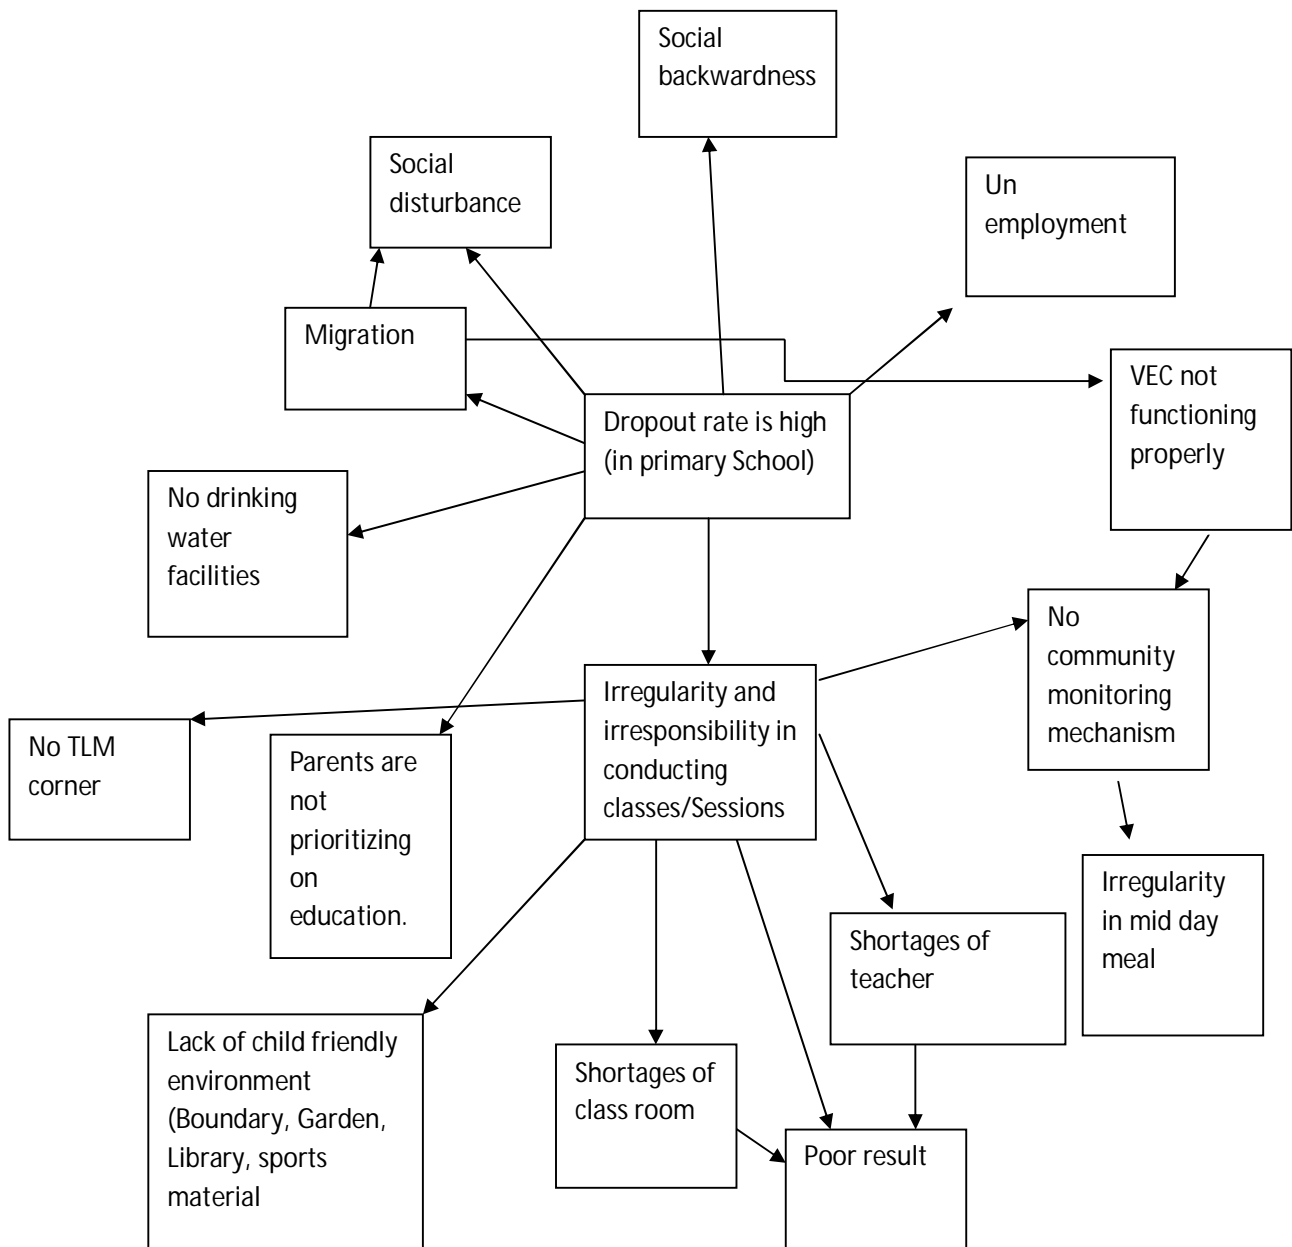 Social
backwardness
Social
disturbance
Un
employment
Migration
VEC not
functioning
properly
Dropout rate is high
(in primary School)
No drinking
water
facilities
No
community
monitoring
mechanism
Irregularity and
irresponsibility in
conducting
classes/Sessions
No TLM
corner
Parents are
not
prioritizing
on
education.
Irregularity
in mid day
meal
Shortages of
teacher
Lack of child friendly
environment
(Boundary, Garden,
Library, sports
material
Shortages of
class room
Poor result